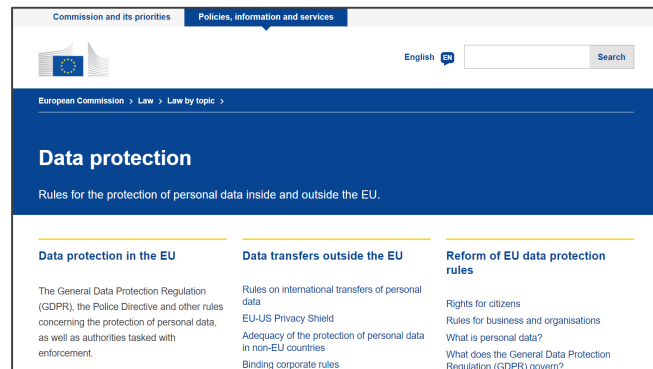 Commission and its priorities
Policies, information and services
English EN
Search
European Commission > Law > Law by topic >
Data protection
Rules for the protection of personal data inside and outside the EU.
Data protection in the EU
The General Data Protection Regulation
(GDPR), the Police Directive and other rules
concerning the protection of personal data,
as well as authorities tasked with
enforcement.
Data transfers outside the EU
Rules on international transfers of personal
data
EU-US Privacy Shield
Adequacy of the protection of personal data
in non-EU countries
Binding corporate rules
Reform of EU data protection
rules
Rights for citizens
Rules for business and organisations
What is personal data?
What does the General Data Protection
Regulation (GDPR) govern?